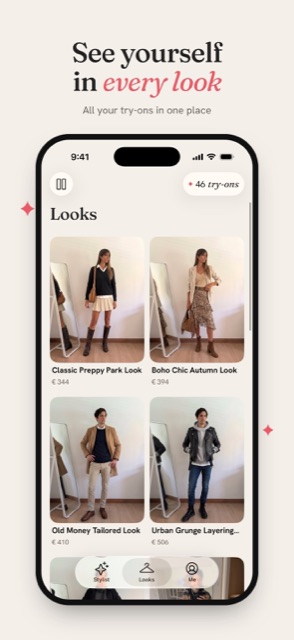 See yourself
in every look
All your try-ons in one place
9:41
46 try-ons
Looks
Classic Preppy Park Look
€ 344
Boho Chic Autumn Look
€ 394
Old Money Tailored Look
€ 410
Urban Grunge Layering...
€ 506
Stylist
Looks
Me